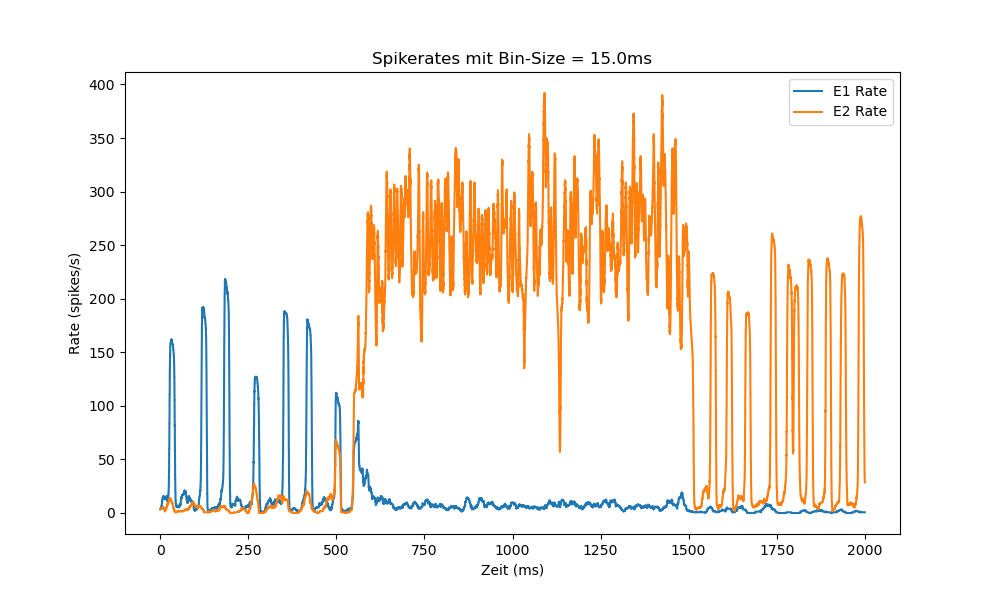 Spikerates mit Bin-Size = 15.0ms
E1 Rate
E2 Rate
Rate (spikes/s)
400
350
300
250
200
150
100
50
0
0 250 500 750 1000 1250 1500 1750 2000
Zeit (ms)